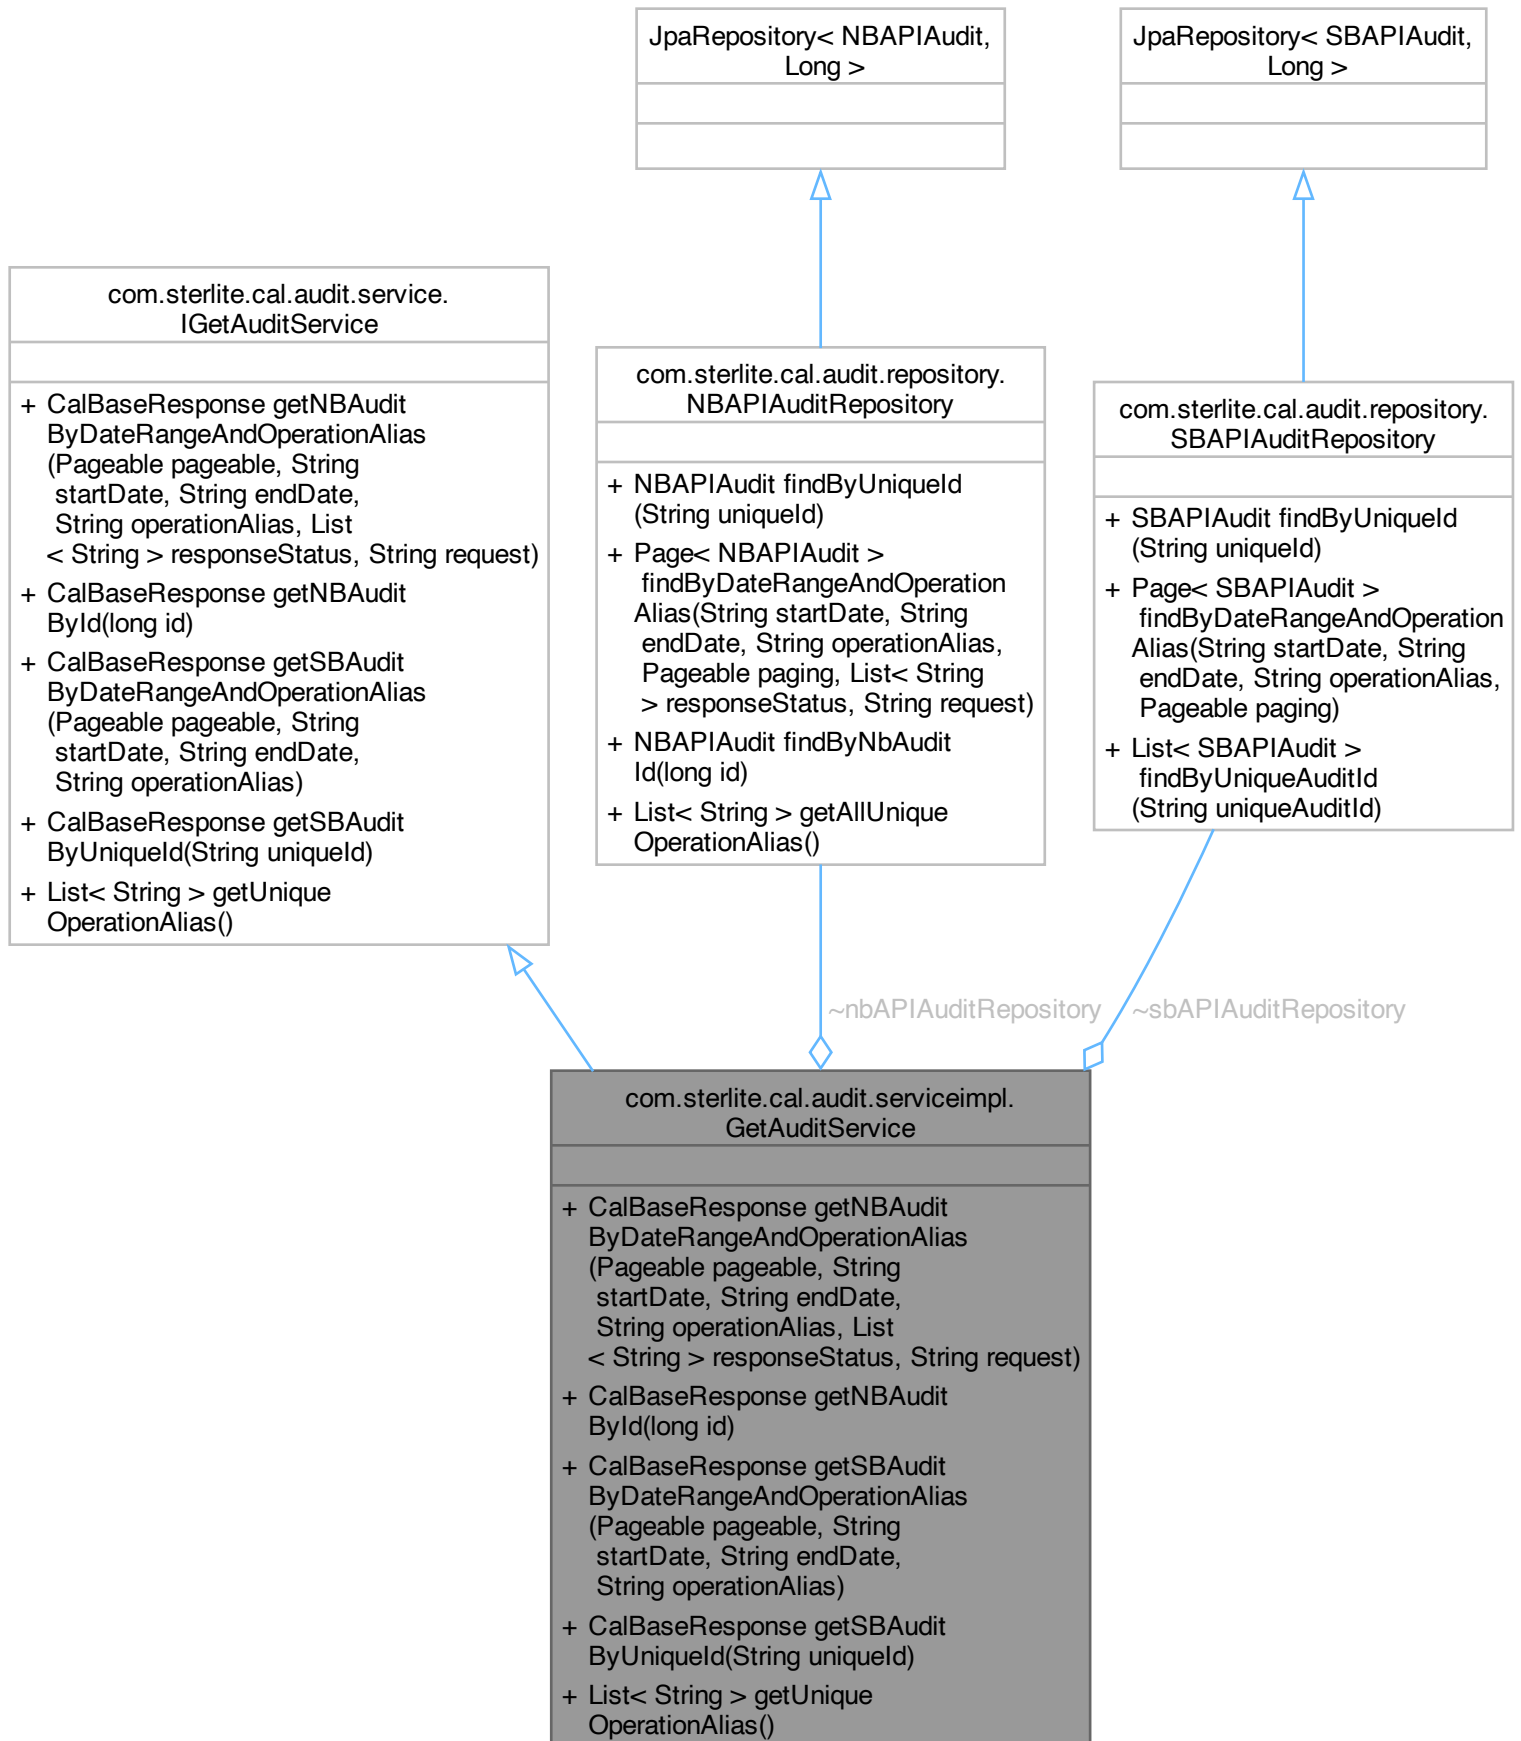 JpaRepository< NBAPIAudit,
Long >
JpaRepository< SBAPIAudit,
Long >
com.sterlite.cal.audit.service.
IGetAuditService
+ CalBaseResponse getNBAudit
ByDateRangeAndOperationAlias
(Pageable pageable, String
startDate, String endDate,
String operationAlias, List
< String > responseStatus, String request)
+ CalBaseResponse getNBAudit
ById(long id)
+ CalBaseResponse getSBAudit
ByDateRangeAndOperationAlias
(Pageable pageable, String
startDate, String endDate,
String operationAlias)
+ CalBaseResponse getSBAudit
ByUniqueId(String uniqueId)
+ List< String > getUnique
OperationAlias()
com.sterlite.cal.audit.repository.
NBAPIAuditRepository
+ NBAPIAudit findByUniqueId
(String uniqueId)
+ Page< NBAPIAudit >
findByDateRangeAndOperation
Alias(String startDate, String
endDate, String operationAlias,
Pageable paging, List< String
> responseStatus, String request)
+ NBAPIAudit findByNbAudit
Id(long id)
+ List< String > getAllUnique
OperationAlias()
com.sterlite.cal.audit.repository.
SBAPIAuditRepository
+ SBAPIAudit findByUniqueId
(String uniqueId)
+ Page< SBAPIAudit >
findByDateRangeAndOperation
Alias(String startDate, String
endDate, String operationAlias,
Pageable paging)
+ List< SBAPIAudit >
findByUniqueAuditId
(String uniqueAuditId)
~nbAPIAuditRepository
~sbAPIAuditRepository
com.sterlite.cal.audit.serviceimpl.
GetAuditService
+ CalBaseResponse getNBAudit
ByDateRangeAndOperationAlias
(Pageable pageable, String
startDate, String endDate,
String operationAlias, List
< String > responseStatus, String request)
+ CalBaseResponse getNBAudit
ById(long id)
+ CalBaseResponse getSBAudit
ByDateRangeAndOperationAlias
(Pageable pageable, String
startDate, String endDate,
String operationAlias)
+ CalBaseResponse getSBAudit
ByUniqueId(String uniqueId)
+ List< String > getUnique
OperationAlias()